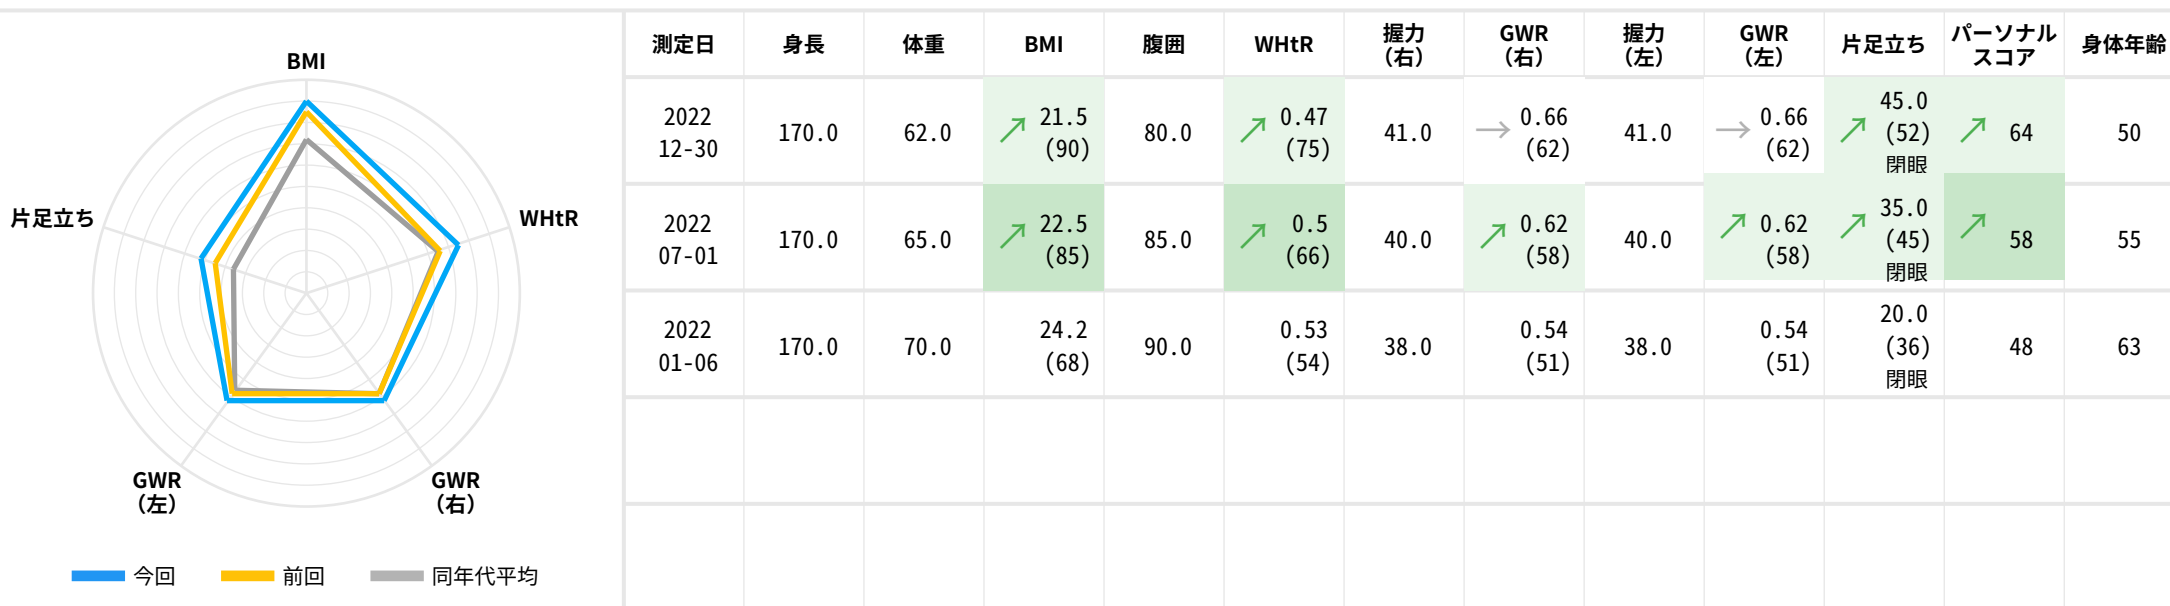 BMI
WHtR
片足立ち
GWR
(左)
GWR
(右)
今回
前回
同年代平均
測定日 身長 体重 BMI 腹囲 WHtR 握力(右) GWR(右) 握力(左) GWR(左) 片足立ち パーソナルスコア 身体年齢
2022 12-30 170.0 62.0 ↗ 21.5 (90) 80.0 ↗ 0.47 (75) 41.0 → 0.66 (62) 41.0 → 0.66 (62) ↗ 45.0 (52) 閉眼 ↗ 64 50
2022 07-01 170.0 65.0 ↗ 22.5 (85) 85.0 ↗ 0.5 (66) 40.0 ↗ 0.62 (58) 40.0 ↗ 0.62 (58) ↗ 35.0 (45) 閉眼 ↗ 58 55
2022 01-06 170.0 70.0 24.2 (68) 90.0 0.53 (54) 38.0 0.54 (51) 38.0 0.54 (51) 20.0 (36) 閉眼 48 63